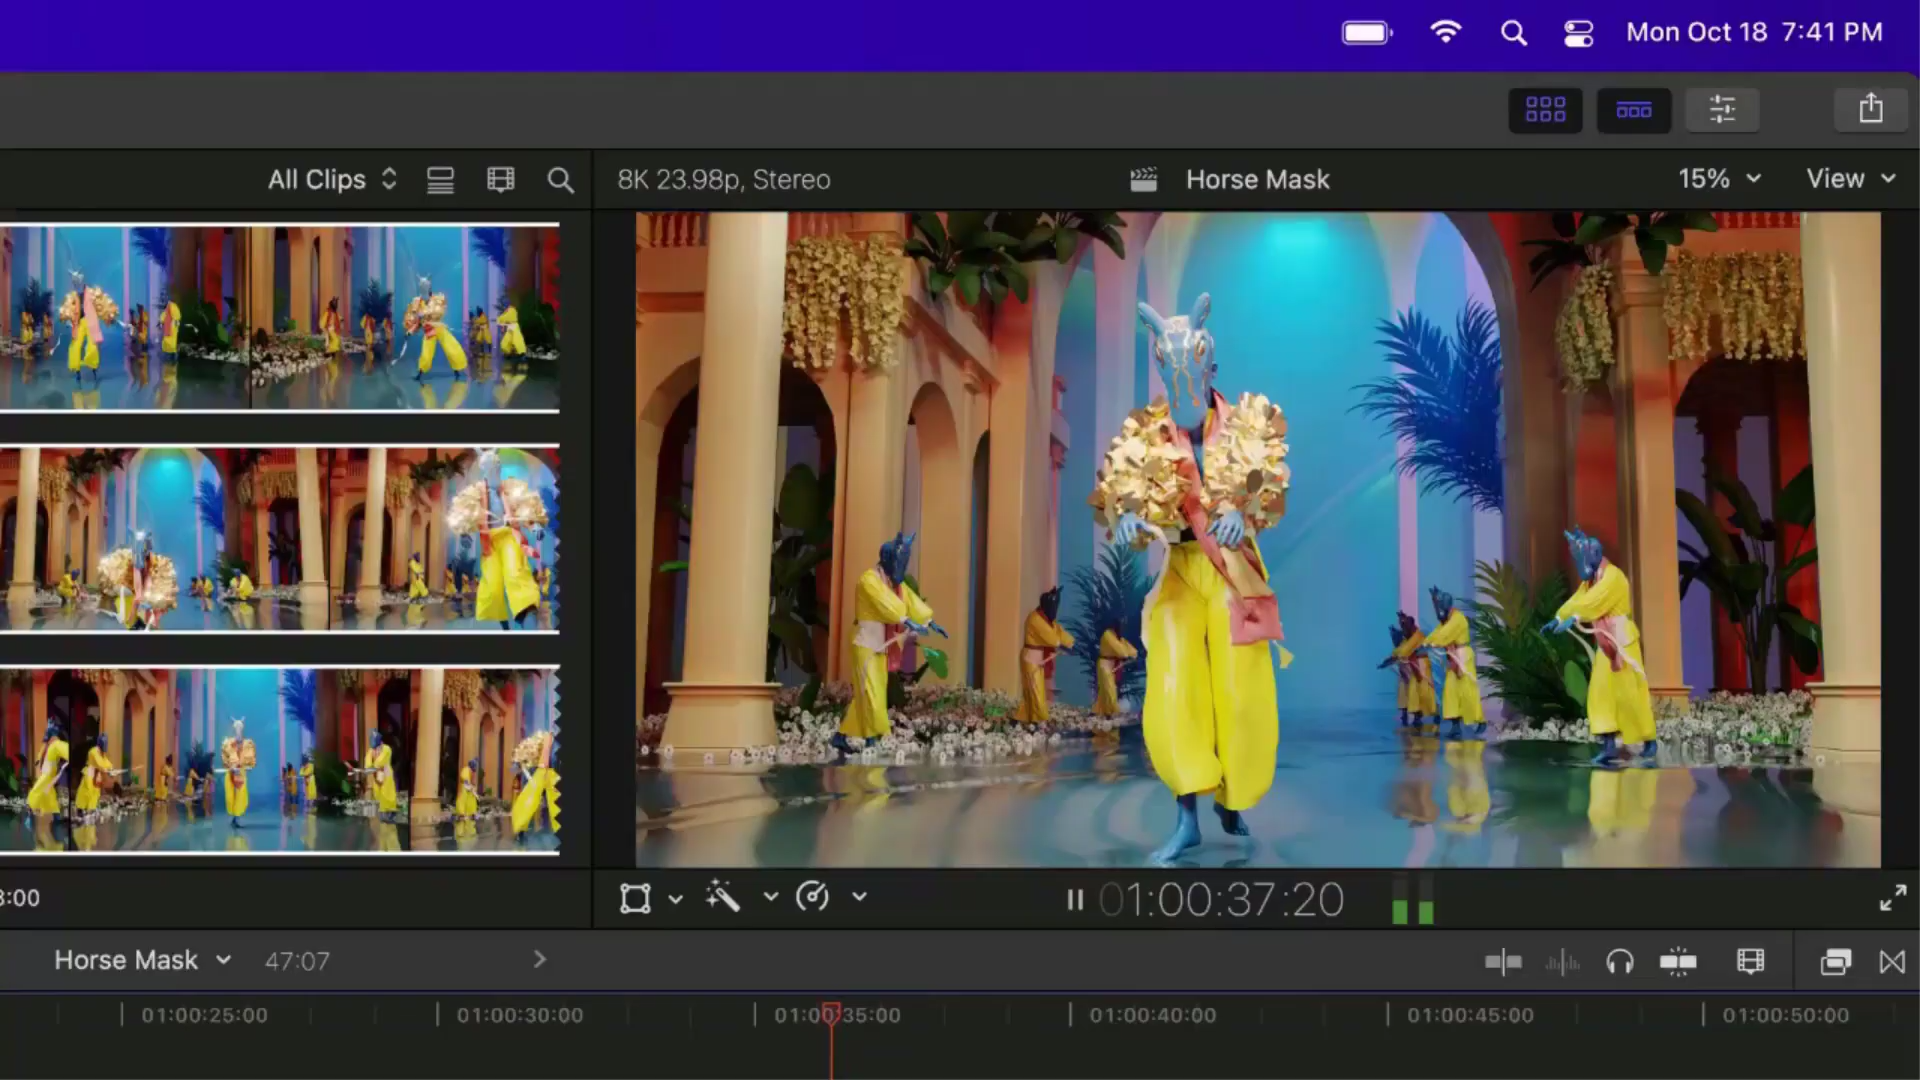 Mon Oct 18 7:41 PM
All Clips
8K 23.98p, Stereo
Horse Mask
15%
View
:00
01:00:37:20
Horse Mask
47:07
01:00:25:00
01:00:30:00
01:00:35:00
01:00:40:00
01:00:45:00
01:00:50:00